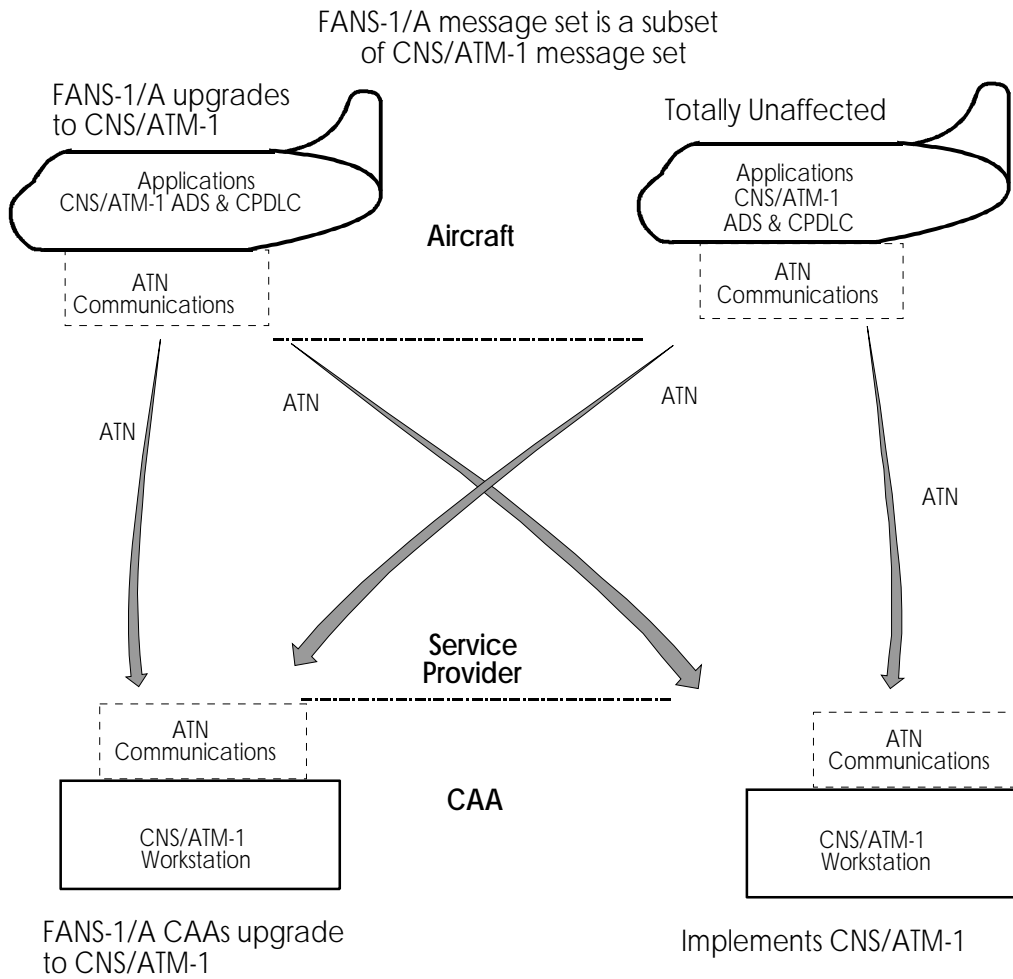 FANS-1/A message set is a subset
of CNS/ATM-1 message set
FANS-1/A upgrades
to CNS/ATM-1
Totally Unaffected
Applications
CNS/ATM-1 ADS & CPDLC
Applications
CNS/ATM-1
ADS & CPDLC
Aircraft
ATN
Communications
ATN
Communications
ATN
ATN
ATN
ATN
Service
Provider
ATN
Communications
ATN
Communications
CAA
CNS/ATM-1
Workstation
CNS/ATM-1
Workstation
FANS-1/A CAAs upgrade
to CNS/ATM-1
Implements CNS/ATM-1